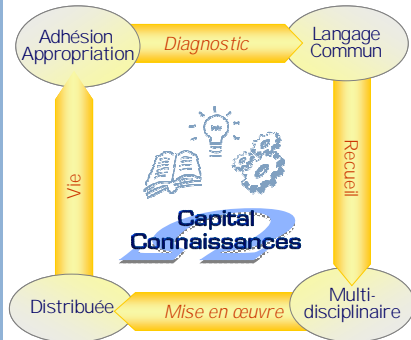 Adhésion
Appropriation
Diagnostic
Langage
Commun
Recueil
Vie
Capital
Connaissances
Distribuée
Mise en œuvre
Multi-
disciplinaire